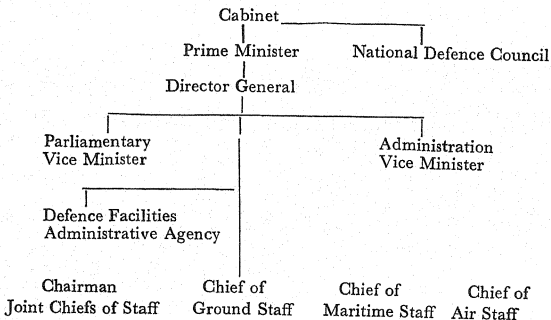 Cabinet
Prime Minister
National Defence Council
Director General
Parliamentary
Vice Minister
Administration
Vice Minister
Defence Facilities
Administrative Agency
Chairman
Joint Chiefs of Staff
Chief of
Ground Staff
Chief of
Maritime Staff
Chief of
Air Staff